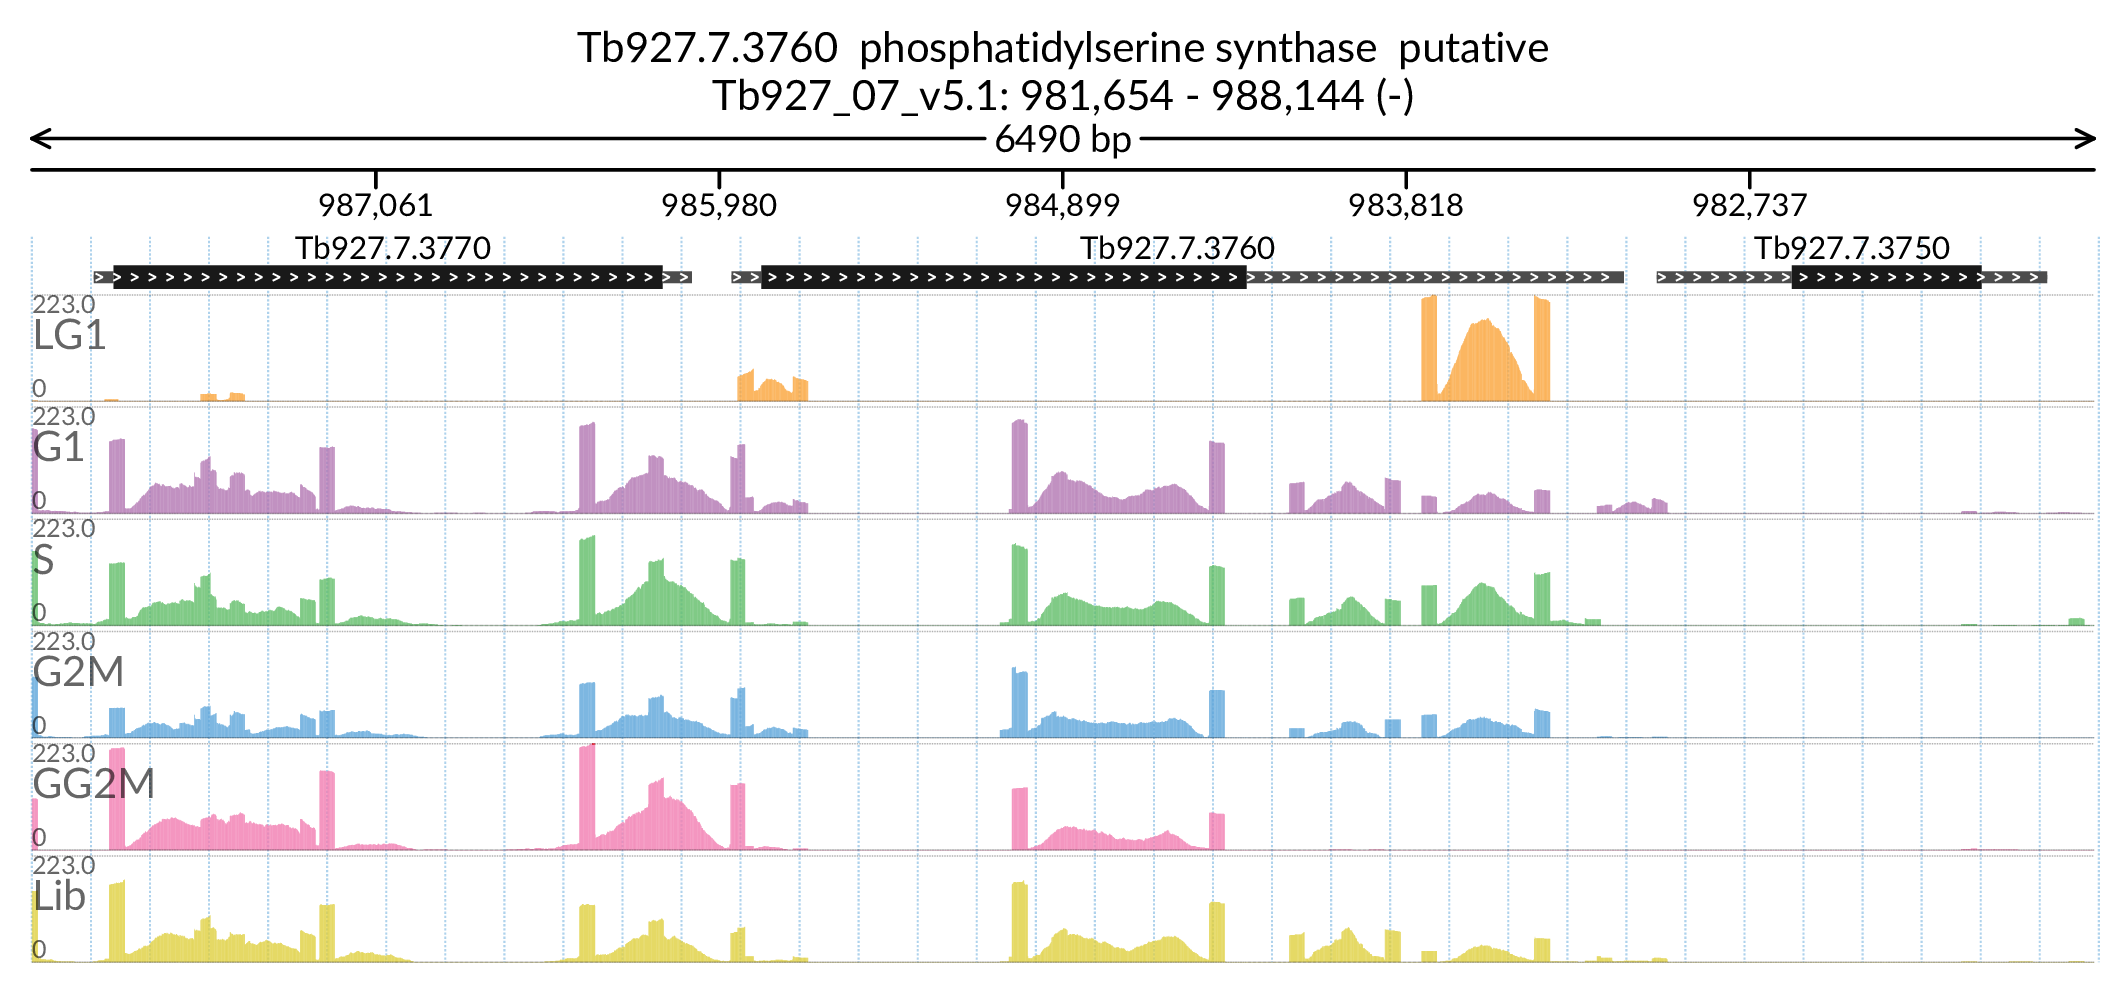 Tb927.7.3760 phosphatidylserine synthase putative
Tb927_07_v5.1: 981,654 - 988,144 (-)
6490 bp
987,061 985,980 984,899 983,818 982,737
Tb927.7.3770 Tb927.7.3760 Tb927.7.3750
223.0
LG1
0
223.0
G1
0
223.0
S
0
223.0
G2M
0
223.0
GG2M
0
223.0
Lib
0